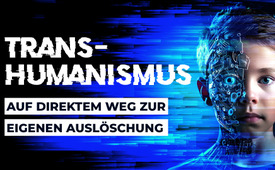 TRANS-
HUMANISMUS
AUF DIREKTEM WEG ZUR
EIGENEN AUSLÖSCHUNG